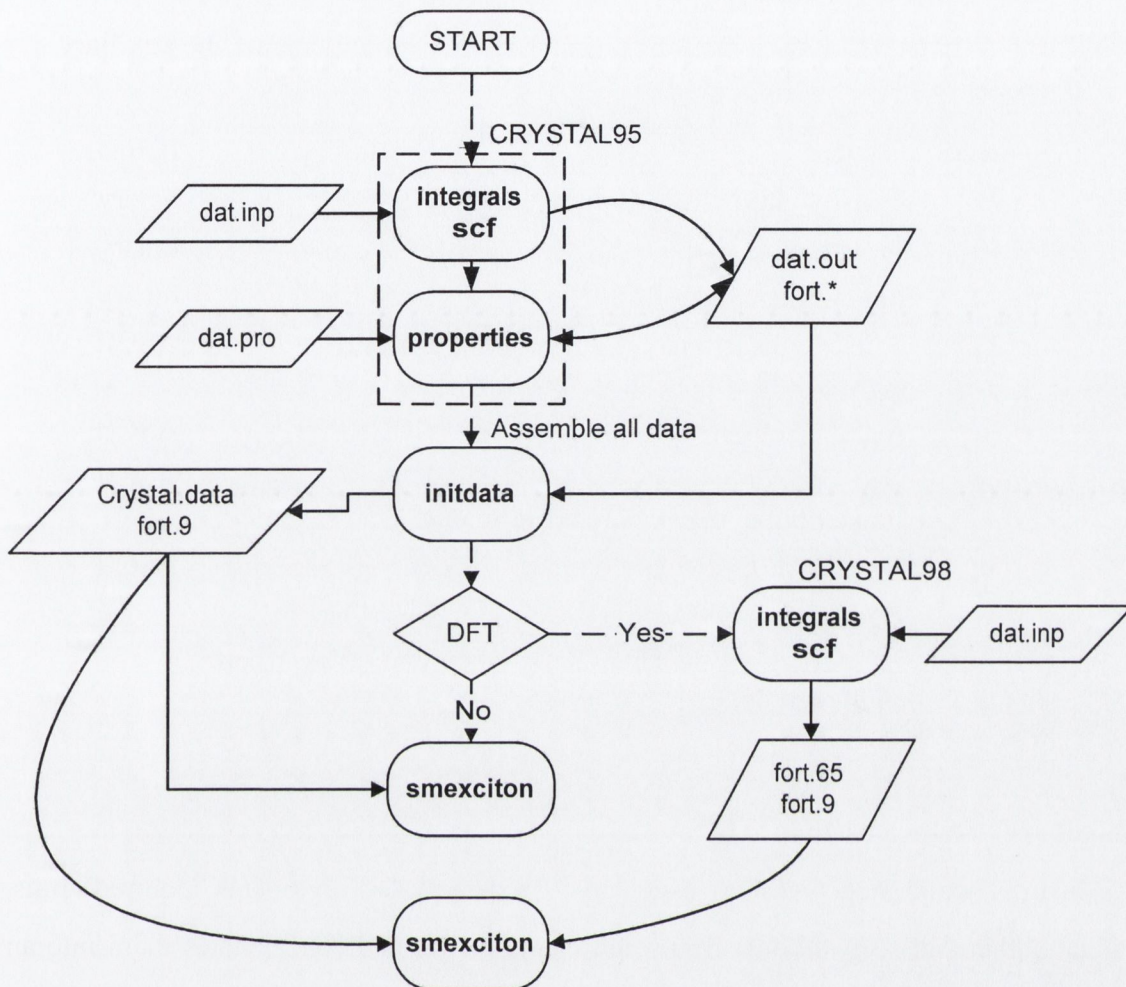 START
CRYSTAL95
integrals
scf
dat.inp
dat.out
fort.*
properties
dat.pro
Assemble all data
initdata
Crystal.data
fort.9
DFT
Yes
No
CRYSTAL98
integrals
scf
dat.inp
smexciton
fort.65
fort.9
smexciton